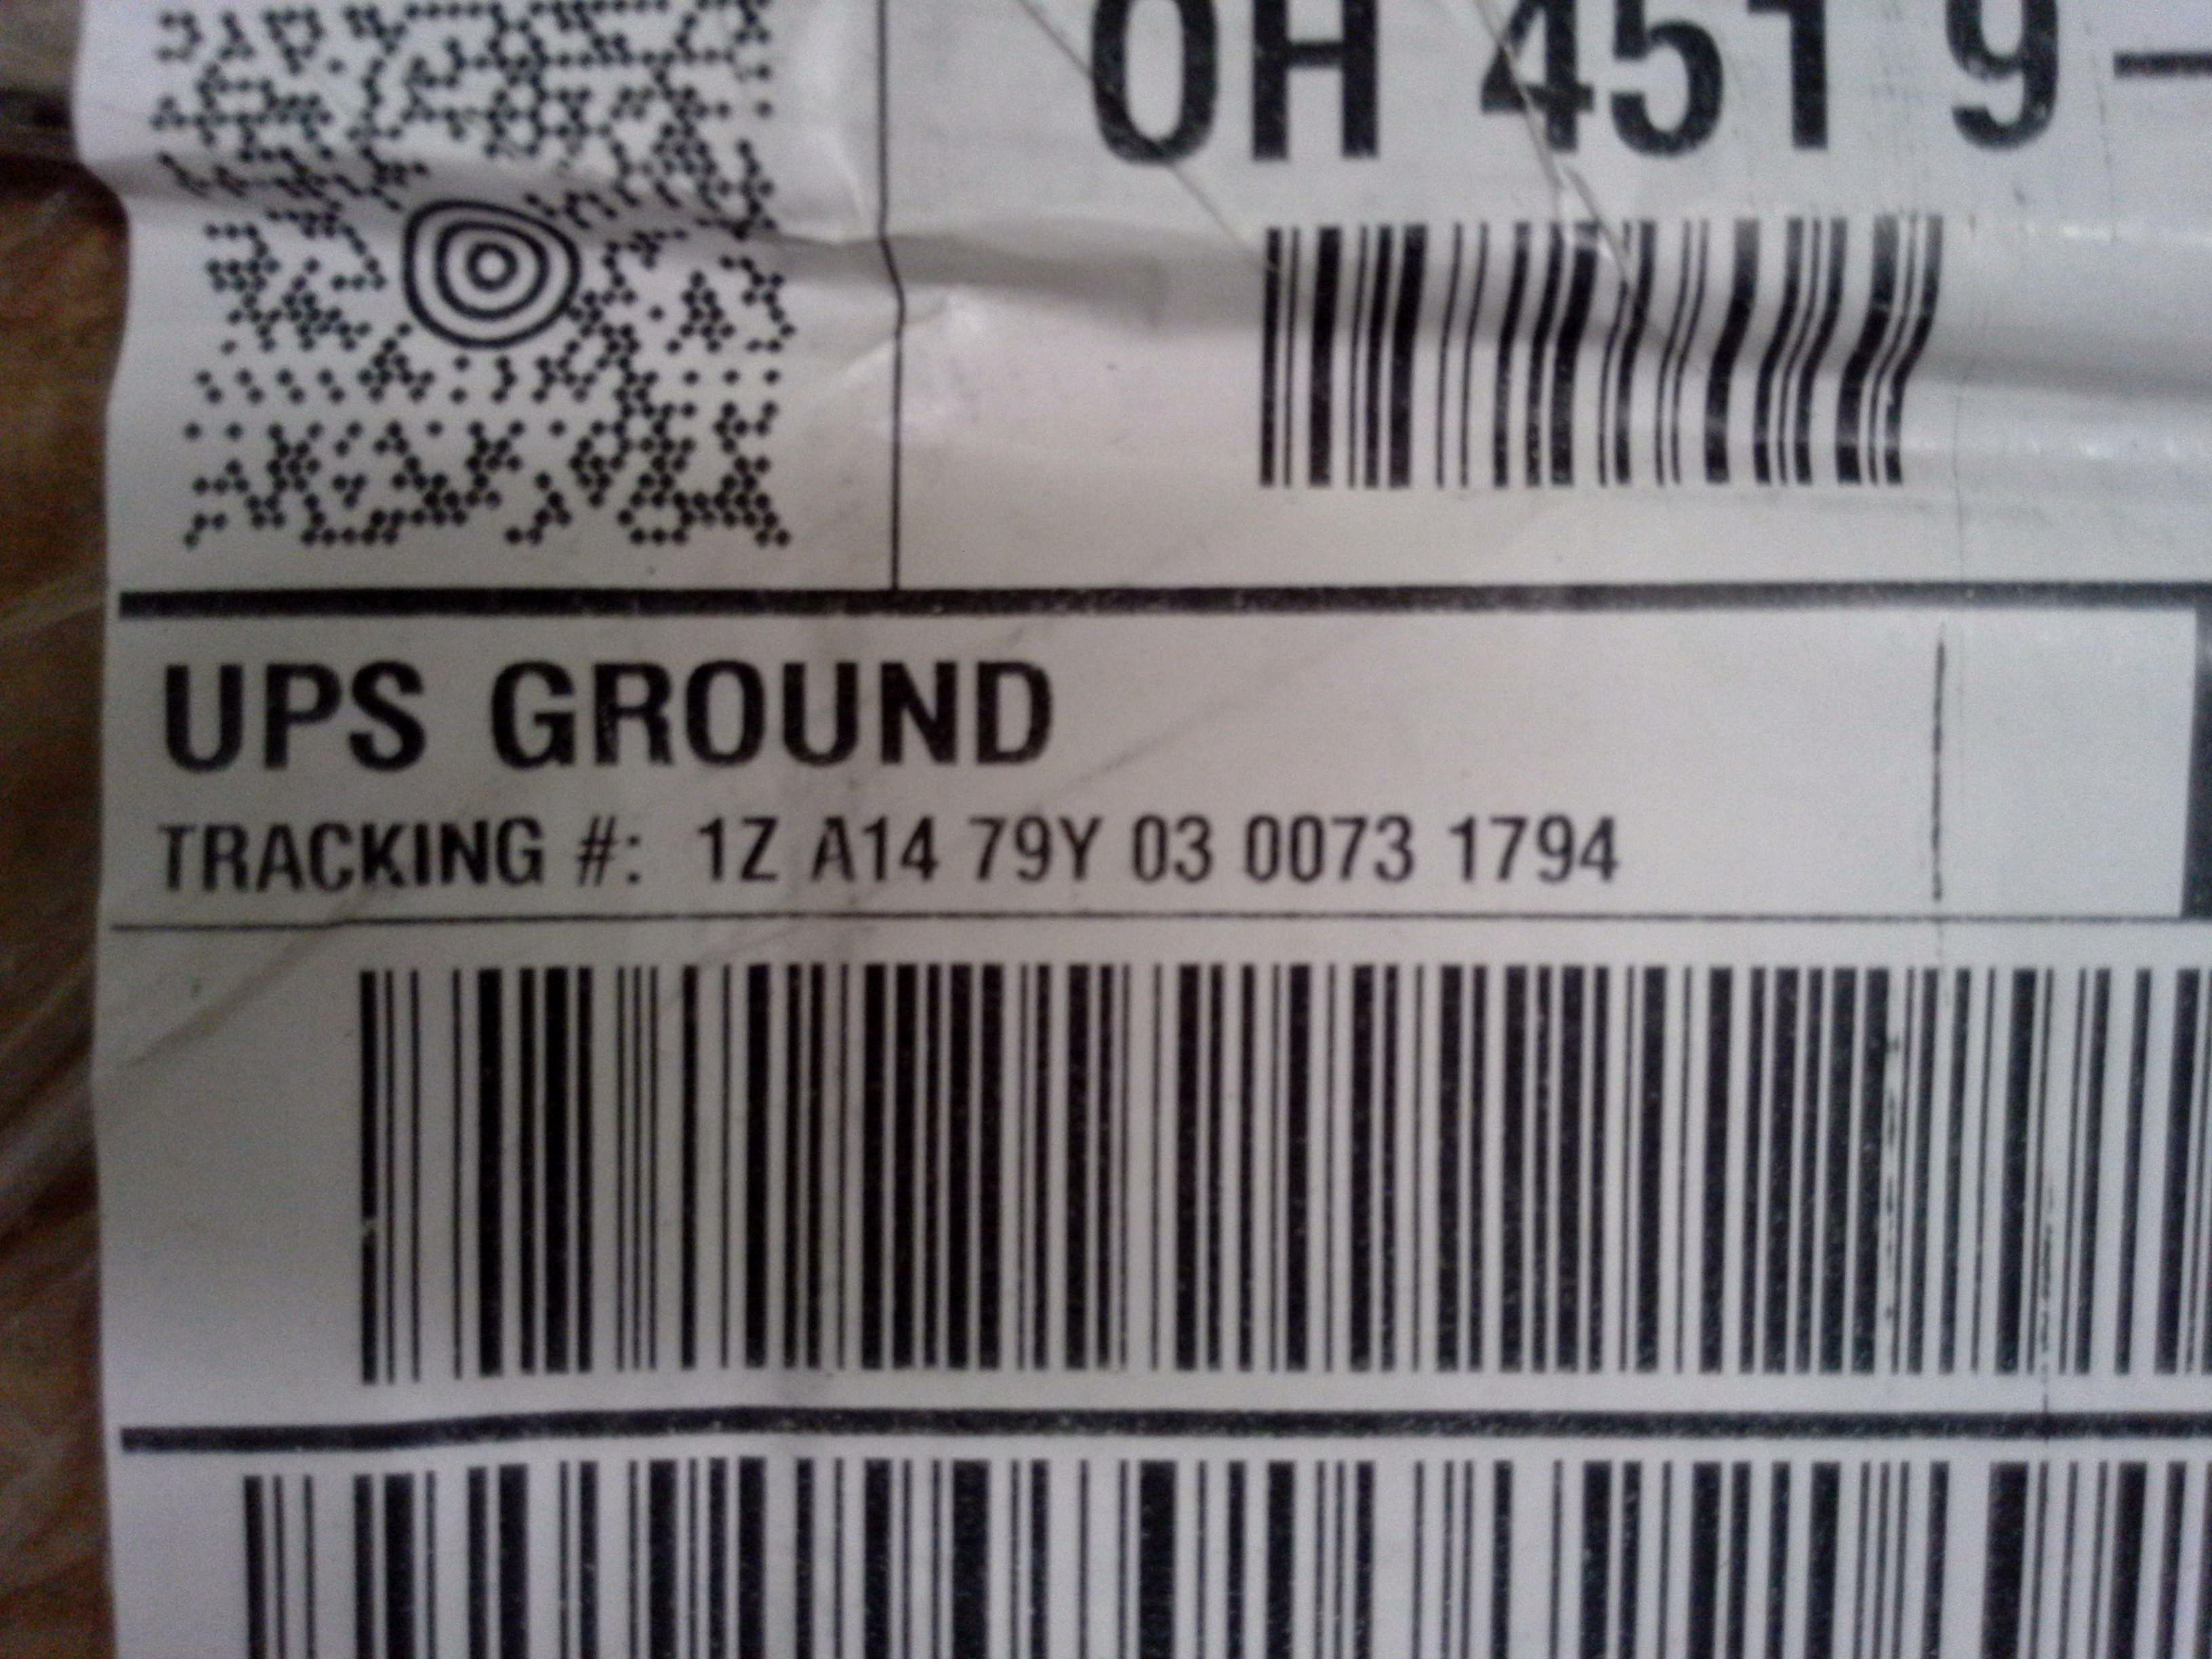 OH 451 9-
UPS GROUND
TRACKING #: 1Z A14 79Y 03 0073 1794